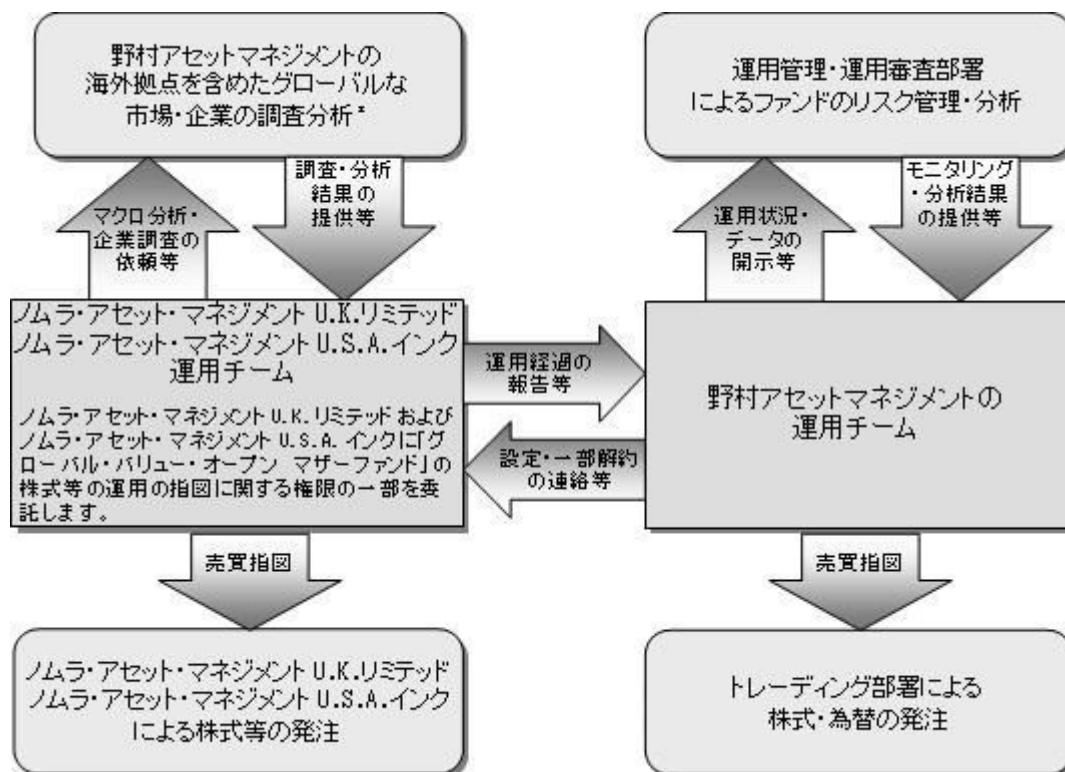 野村アセットマネジメントの
海外拠点を含めたグローバルな
市場・企業の調査分析*
運用管理・運用審査部署
によるファンドのリスク管理・分析
マクロ分析・
企業調査の
依頼等
調査・分析
結果の
提供等
運用状況・
データの
開示等
モニタリング
・分析結果
の提供等
ノムラ・アセット・マネジメント U.K.リミテッド
ノムラ・アセット・マネジメント U.S.A.インク
運用チーム
ノムラ・アセット・マネジメント U.K. リミテッド および
ノムラ・アセット・マネジメント U.S.A. インクに「グ
ローバル・バリュー・オープン マザーファンド」の
株式等の運用の指図に関する権限の一部を委
託します。
運用経過の
報告等
設定・一部解約
の連絡等
野村アセットマネジメントの
運用チーム
売買指図
売買指図
ノムラ・アセット・マネジメント U.K.リミテッド
ノムラ・アセット・マネジメント U.S.A.インク
による株式等の発注
トレーディング部署による
株式・為替の発注